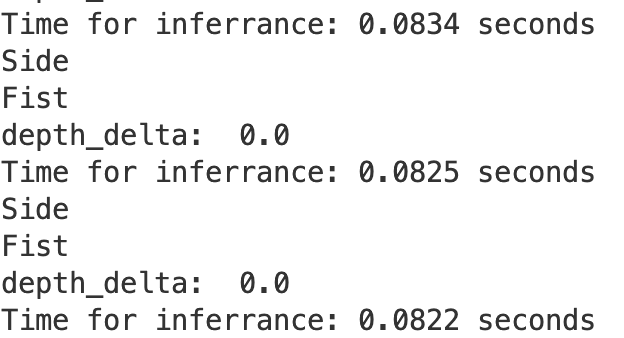 Time for inferrance: 0.0834 seconds
Side
Fist
depth_delta:  0.0
Time for inferrance: 0.0825 seconds
Side
Fist
depth_delta:  0.0
Time for inferrance: 0.0822 seconds